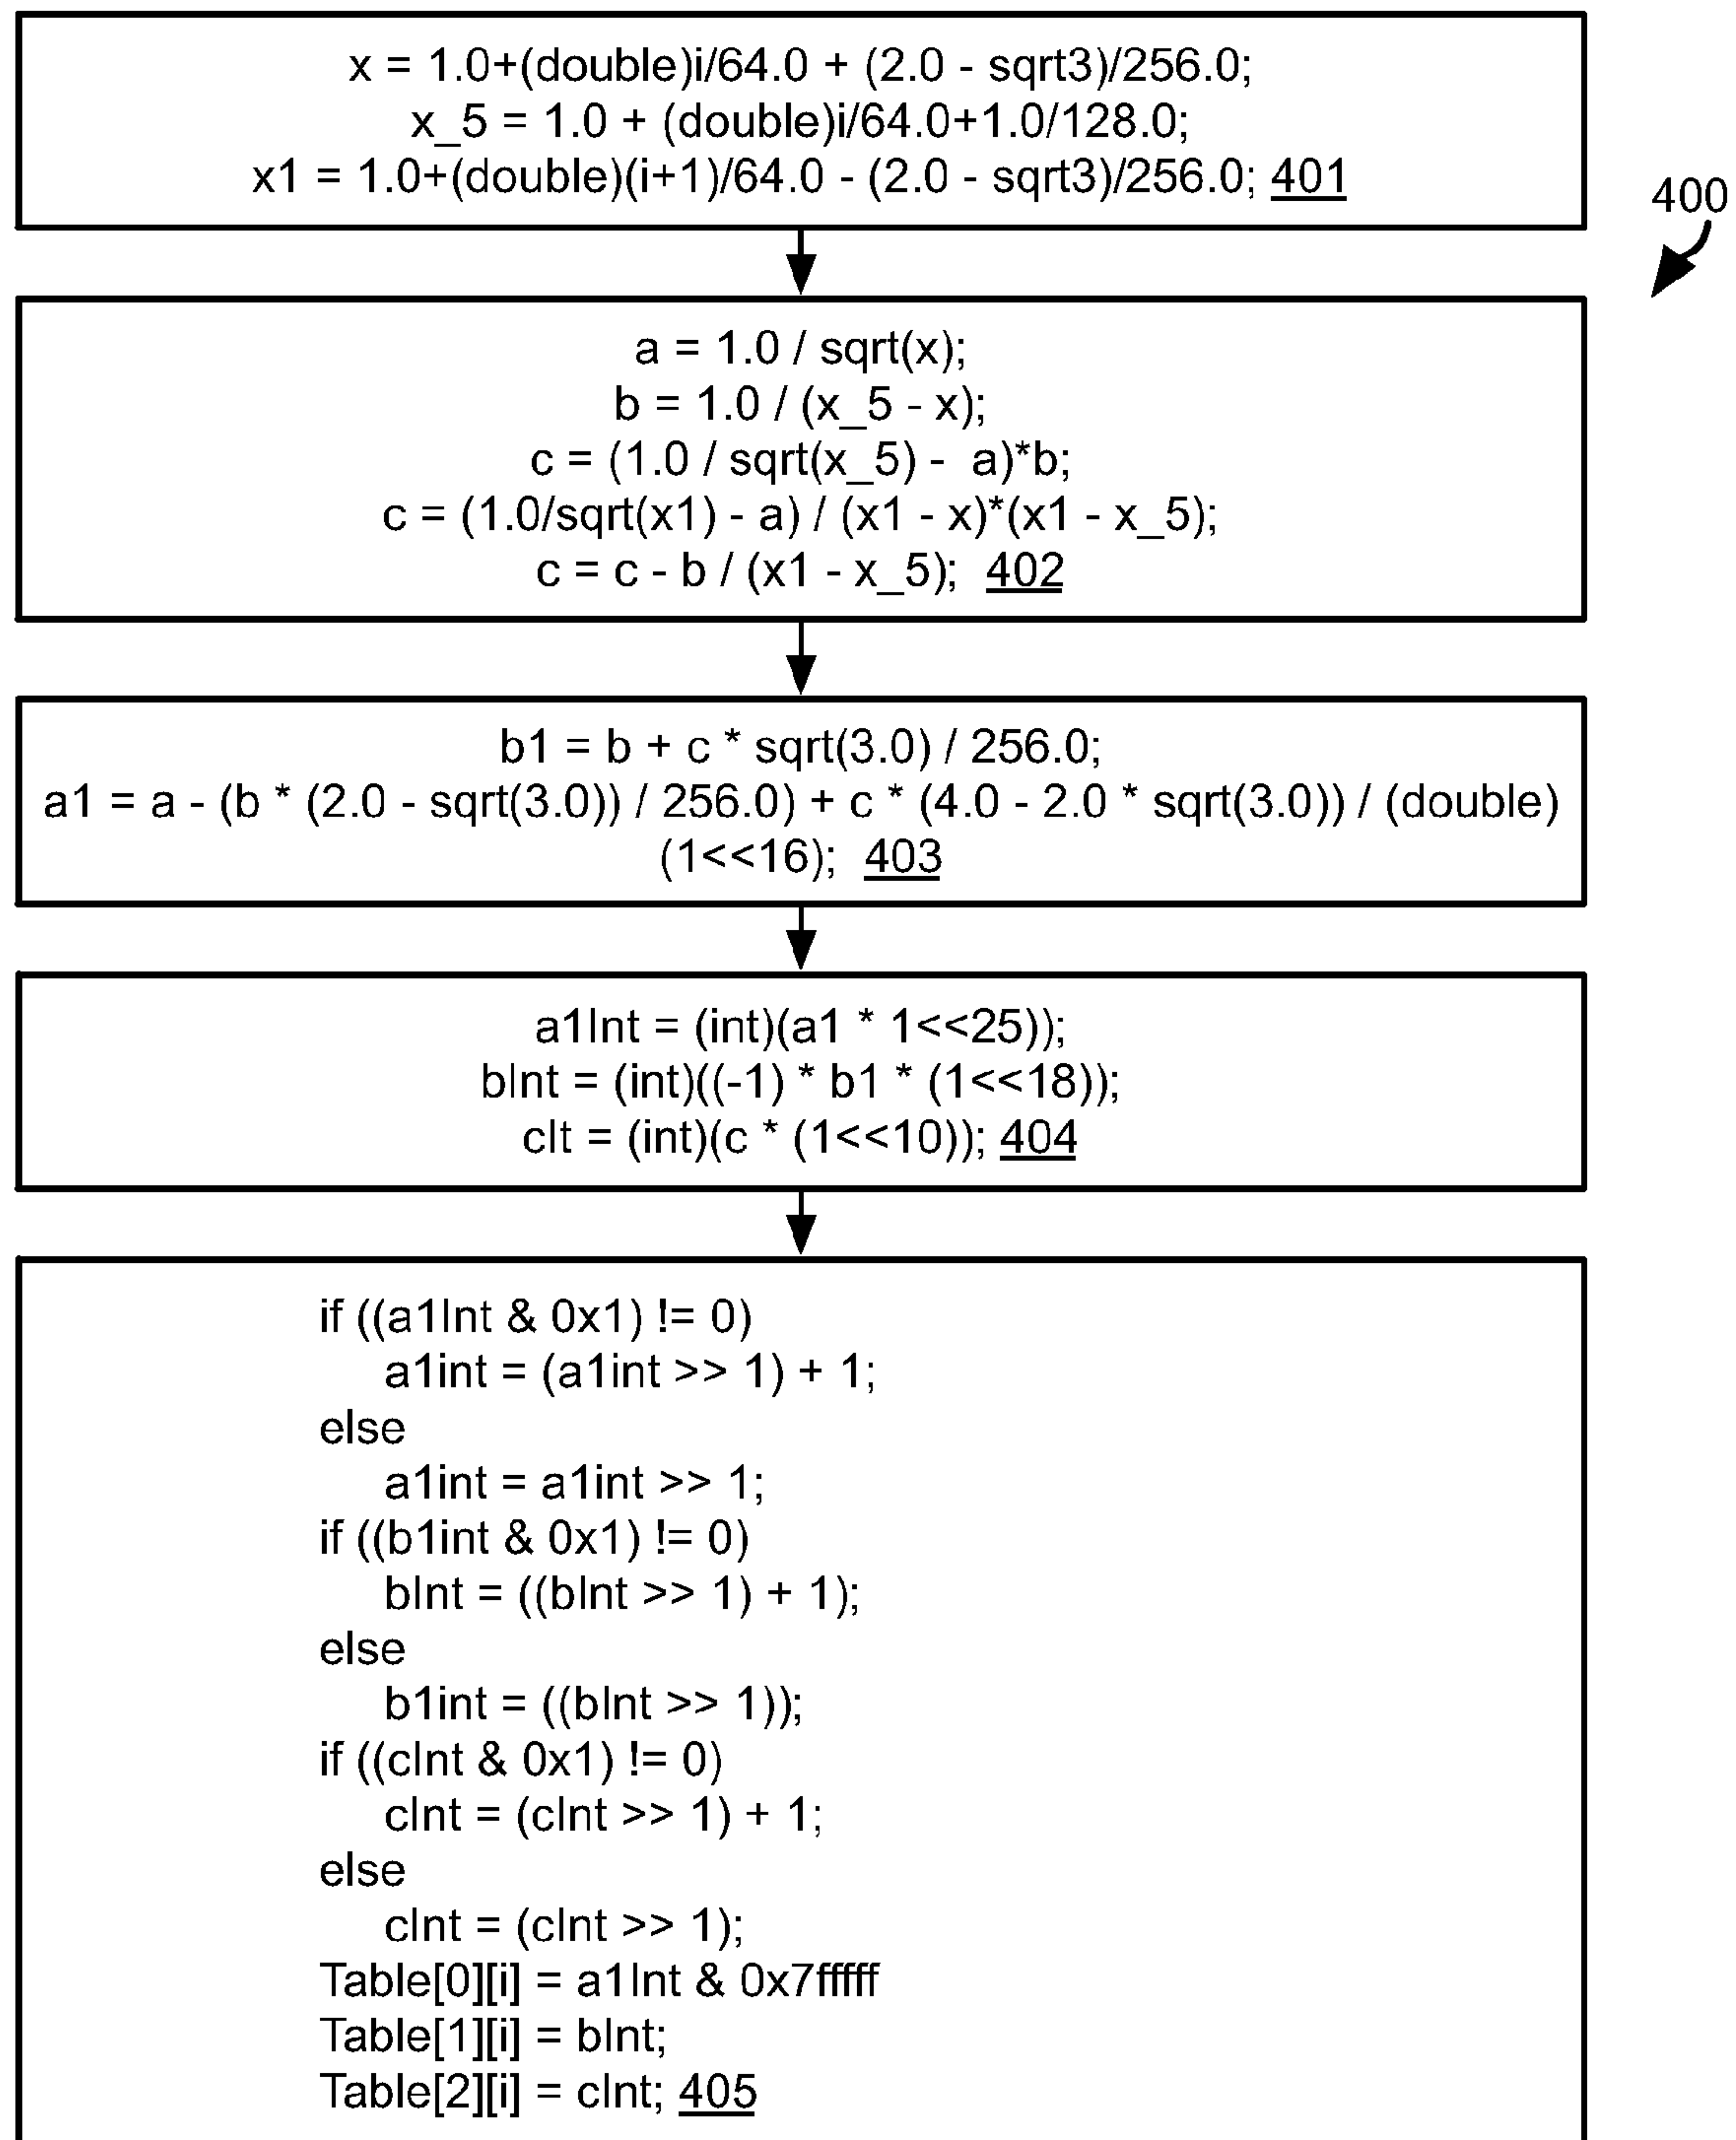 x = 1.0+(double)i/64.0 + (2.0 - sqrt3)/256.0;
x_5 = 1.0 + (double)i/64.0+1.0/128.0;
x1 = 1.0+(double)(i+1)/64.0 - (2.0 - sqrt3)/256.0; 401
400
a = 1.0 / sqrt(x);
b = 1.0 / (x_5 - x);
c = (1.0 / sqrt(x_5) - a)*b;
c = (1.0/sqrt(x1) - a) / (x1 - x)*(x1 - x_5);
c = c - b / (x1 - x_5); 402
b1 = b + c * sqrt(3.0) / 256.0;
a1 = a - (b * (2.0 - sqrt(3.0)) / 256.0) + c * (4.0 - 2.0 * sqrt(3.0)) / (double)
(1<<16); 403
a1Int = (int)(a1 * 1<<25));
bInt = (int)((-1) * b1 * (1<<18));
cIt = (int)(c * (1<<10)); 404
if ((a1Int & 0x1) != 0)
a1int = (a1int >> 1) + 1;
else
a1int = a1int >> 1;
if ((b1int & 0x1) != 0)
bInt = ((bInt >> 1) + 1);
else
b1int = ((bInt >> 1));
if ((cInt & 0x1) != 0)
cInt = (cInt >> 1) + 1;
else
cInt = (cInt >> 1);
Table[0][i] = a1Int & 0x7fffff
Table[1][i] = bInt;
Table[2][i] = cInt; 405